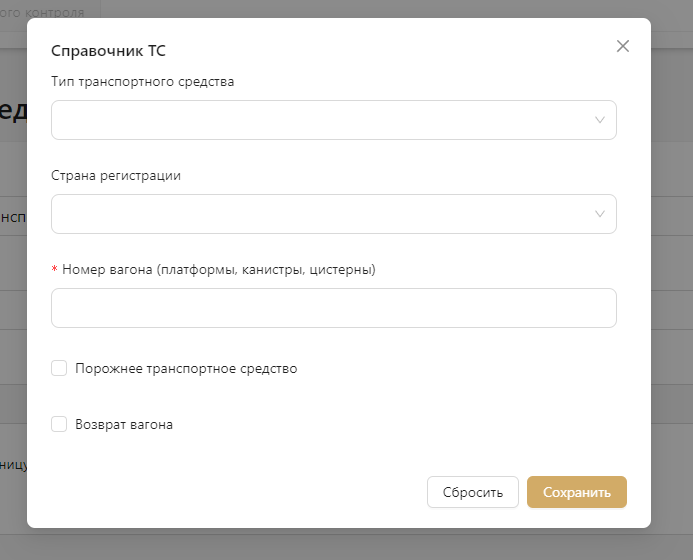 ого контроля
Справочник ТС
Тип транспортного средства
ед
Страна регистрации
нсп
* Номер вагона (платформы, канистры, цистерны)
Порожнее транспортное средство
Возврат вагона
ницу
Сбросить
Сохранить